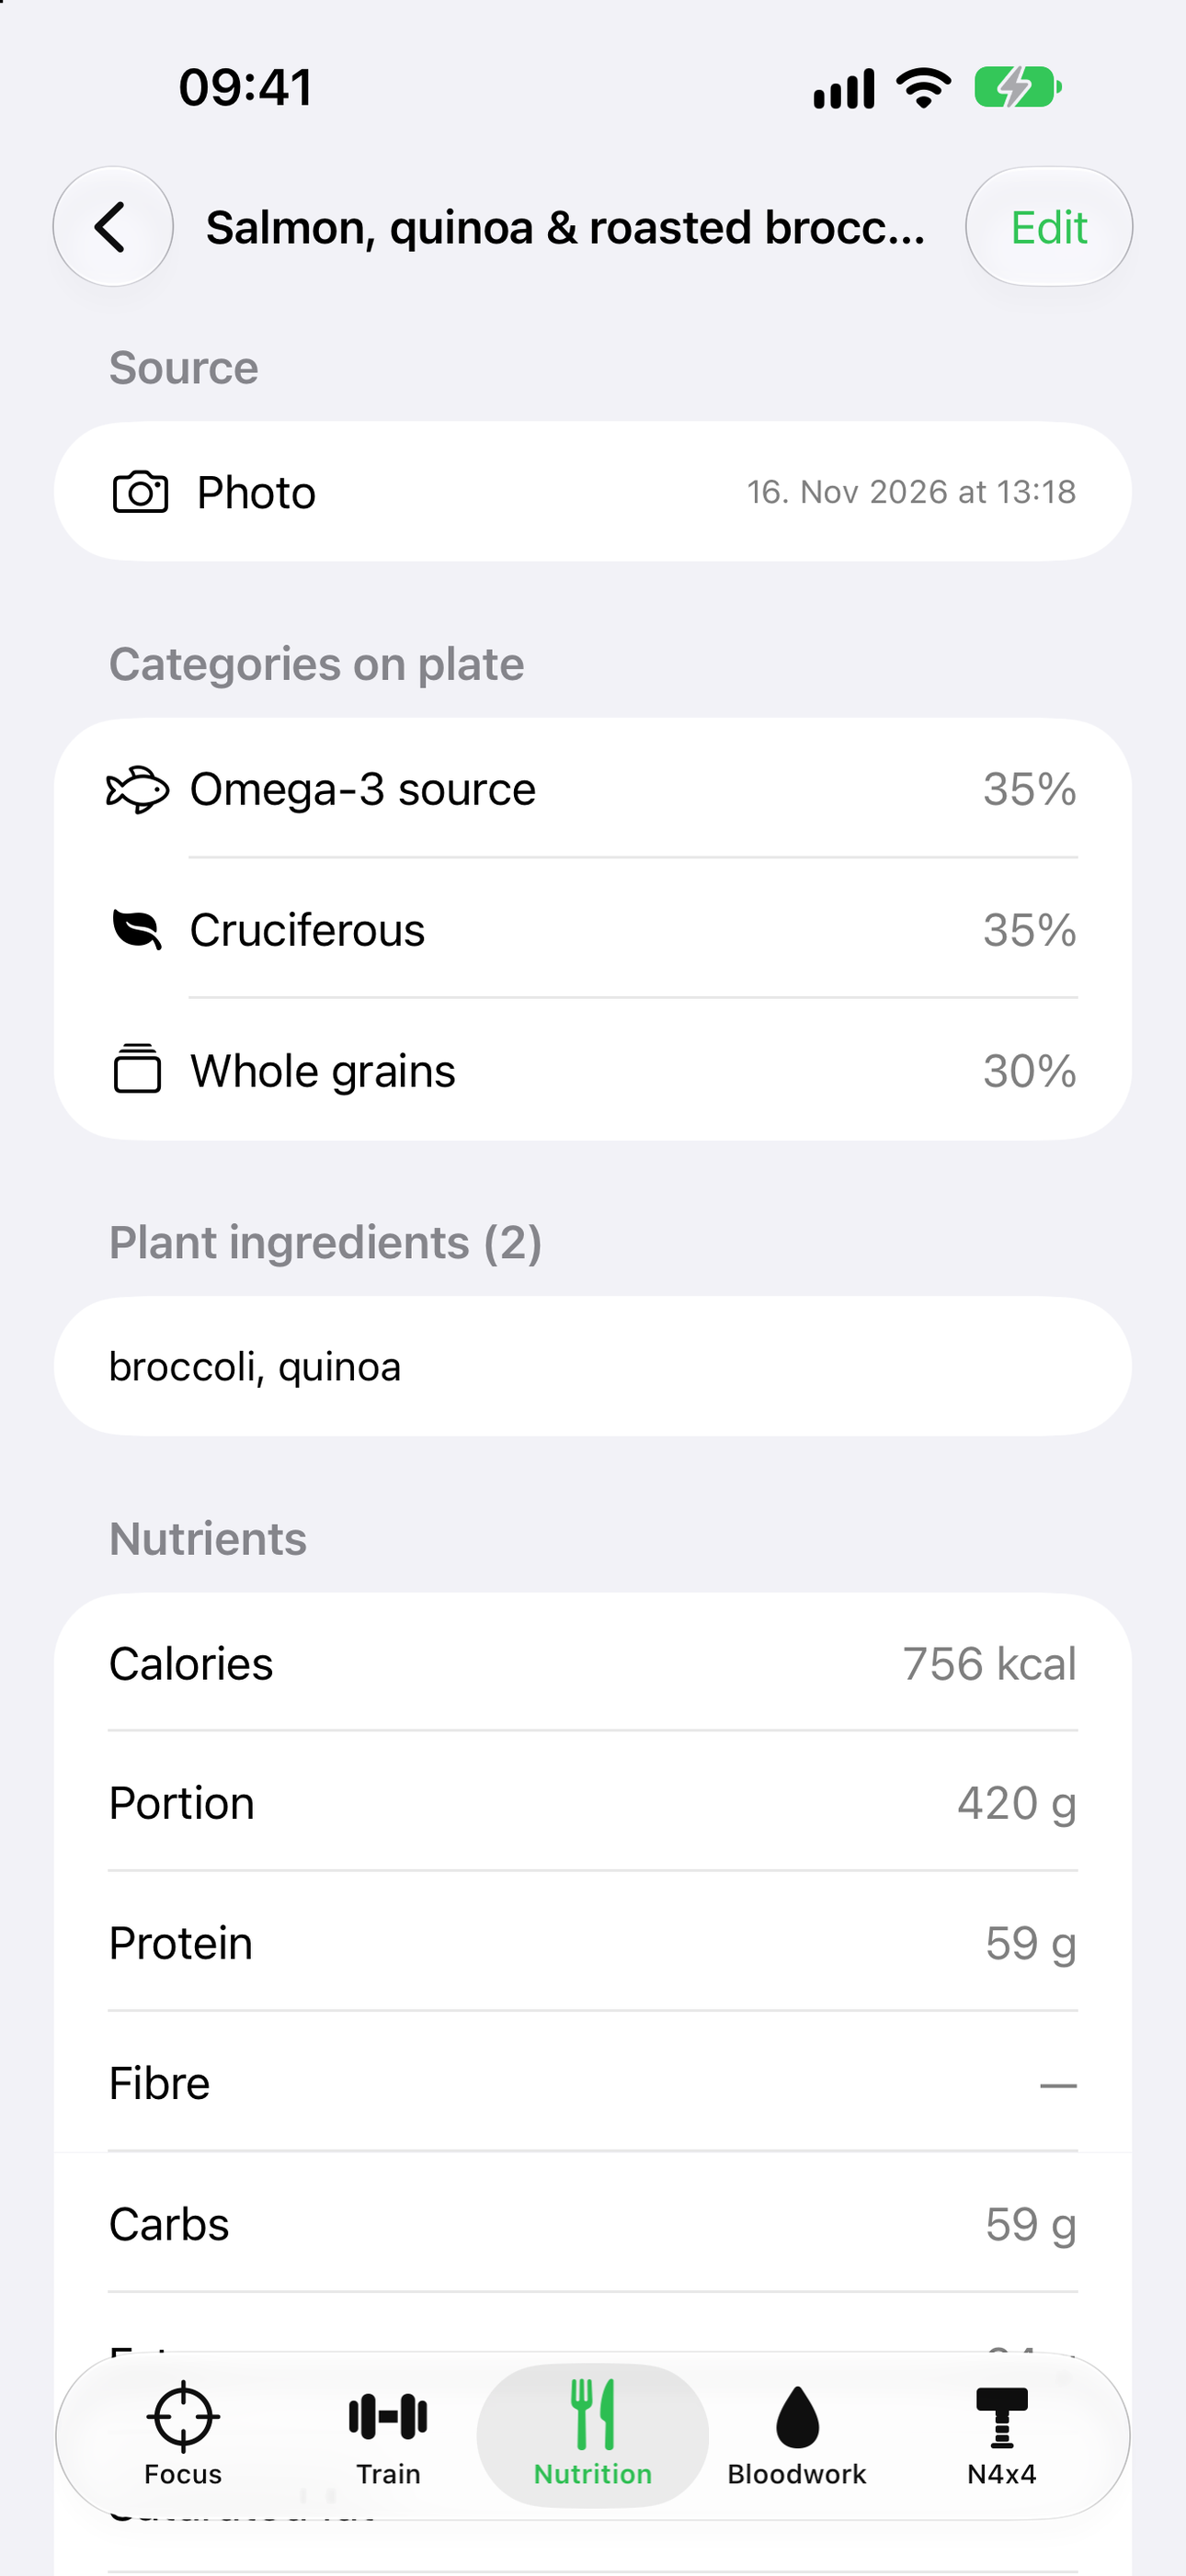 09:41
Salmon, quinoa & roasted brocc...
Edit
Source
Photo 16. Nov 2026 at 13:18
Categories on plate
Omega-3 source 35%
Cruciferous 35%
Whole grains 30%
Plant ingredients (2)
broccoli, quinoa
Nutrients
Calories 756 kcal
Portion 420 g
Protein 59 g
Fibre —
Carbs 59 g
Focus Train Nutrition Bloodwork N4x4